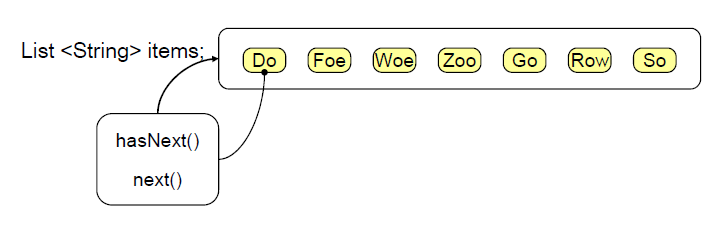 List <String> items;
Do Foe Woe Zoo Go Row So
hasNext()
next()